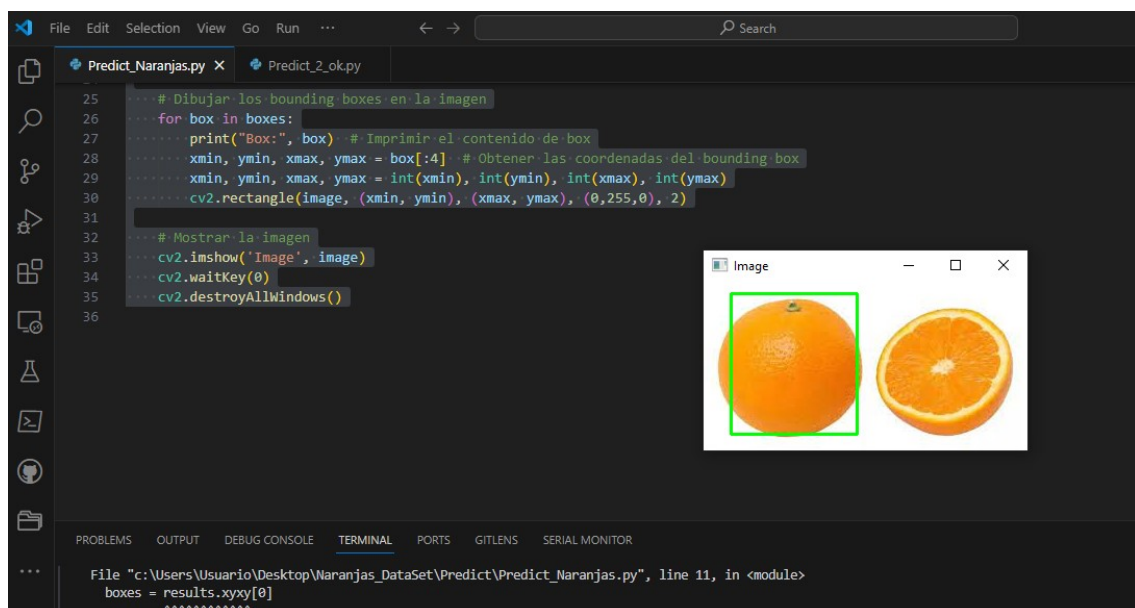 File Edit Selection View Go Run ··· ← → Search
Predict_Naranjas.py × Predict_2_ok.py
25 # Dibujar los bounding boxes en la imagen
26 for box in boxes:
27 print("Box:", box) # Imprimir el contenido de box
28 xmin, ymin, xmax, ymax = box[:4] # Obtener las coordenadas del bounding box
29 xmin, ymin, xmax, ymax = int(xmin), int(ymin), int(xmax), int(ymax)
30 cv2.rectangle(image, (xmin, ymin), (xmax, ymax), (0,255,0), 2)
31
32 # Mostrar la imagen
33 cv2.imshow('Image', image)
34 cv2.waitKey(0)
35 cv2.destroyAllWindows()
36
Image
PROBLEMS OUTPUT DEBUG CONSOLE TERMINAL PORTS GITLENS SERIAL MONITOR
File "c:\Users\Usuario\Desktop\Naranjas_DataSet\Predict\Predict_Naranjas.py", line 11, in <module>
boxes = results.xyxy[0]
^^^^^^^^^^^^